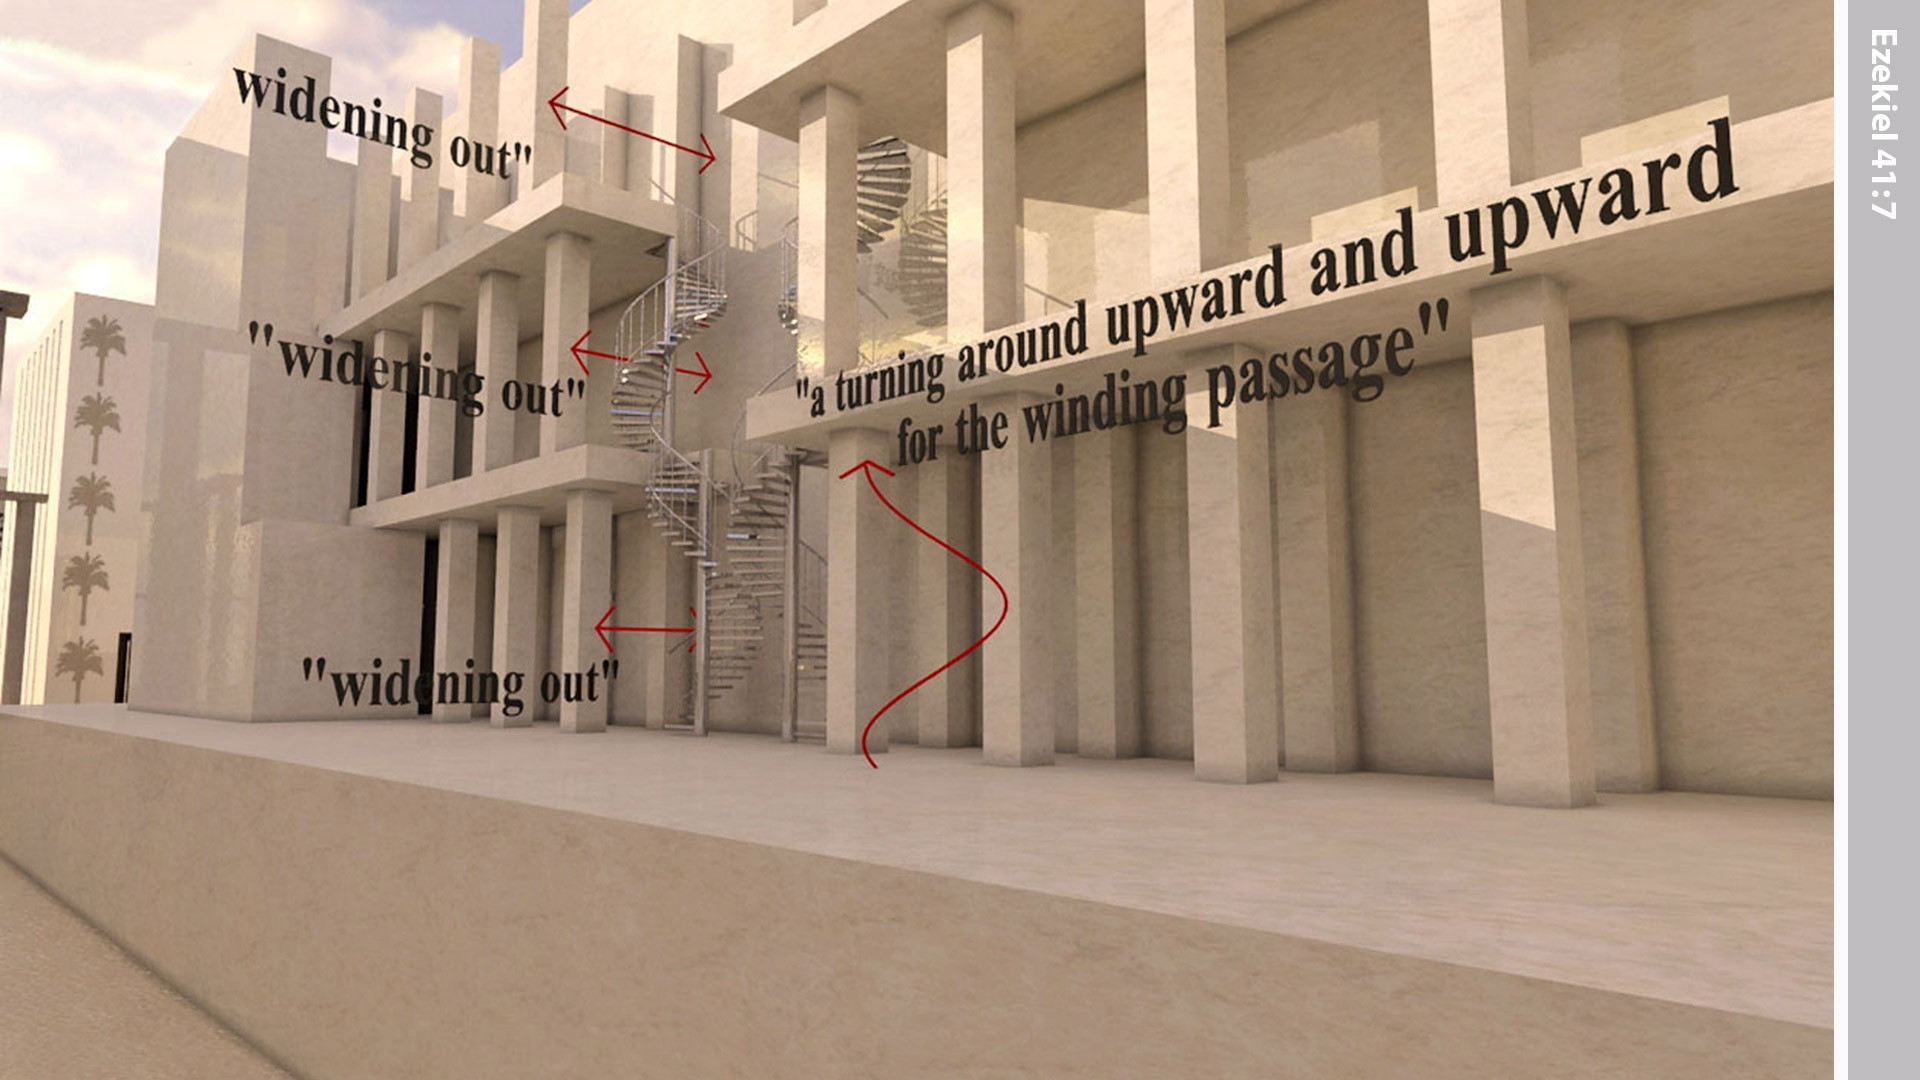 widening out"
"widening out"
"widening out"
"a turning around upward and upward
for the winding passage"
Ezekiel 41:7